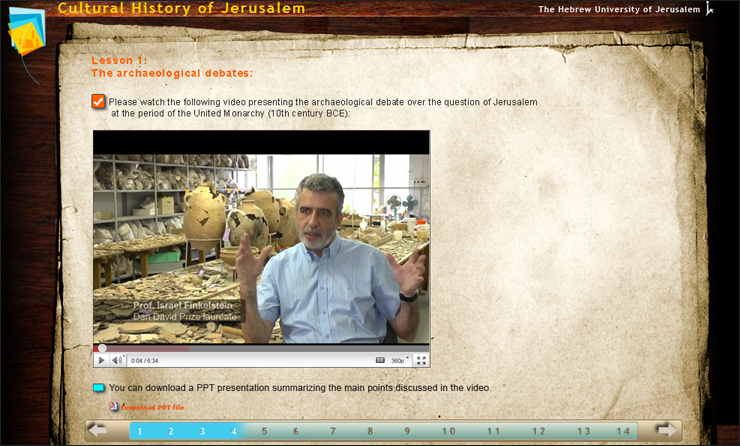 Cultural History of Jerusalem
The Hebrew University of Jerusalem
Lesson 1:
The archaeological debates:
Please watch the following video presenting the archaeological debate over the question of Jerusalem
at the period of the United Monarchy (10th century BCE):
Prof. Israel Finkelstein
Dan David Prize laureate
0:04 / 5:34
CC
360p
You can download a PPT presentation summarizing the main points discussed in the video.
Download PPT file
1 2 3 4 5 6 7 8 9 10 11 12 13 14